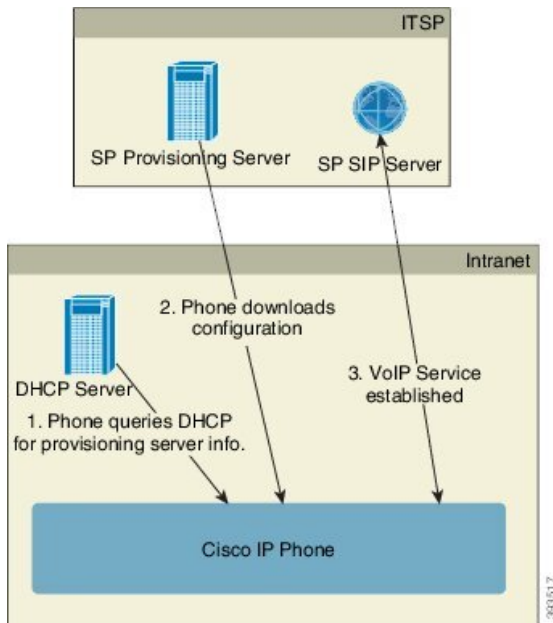 ITSP
SP Provisioning Server
SP SIP Server
Intranet
2. Phone downloads
configuration
DHCP Server
3. VoIP Service
established
1. Phone queries DHCP
for provisioning server info.
Cisco IP Phone
393517